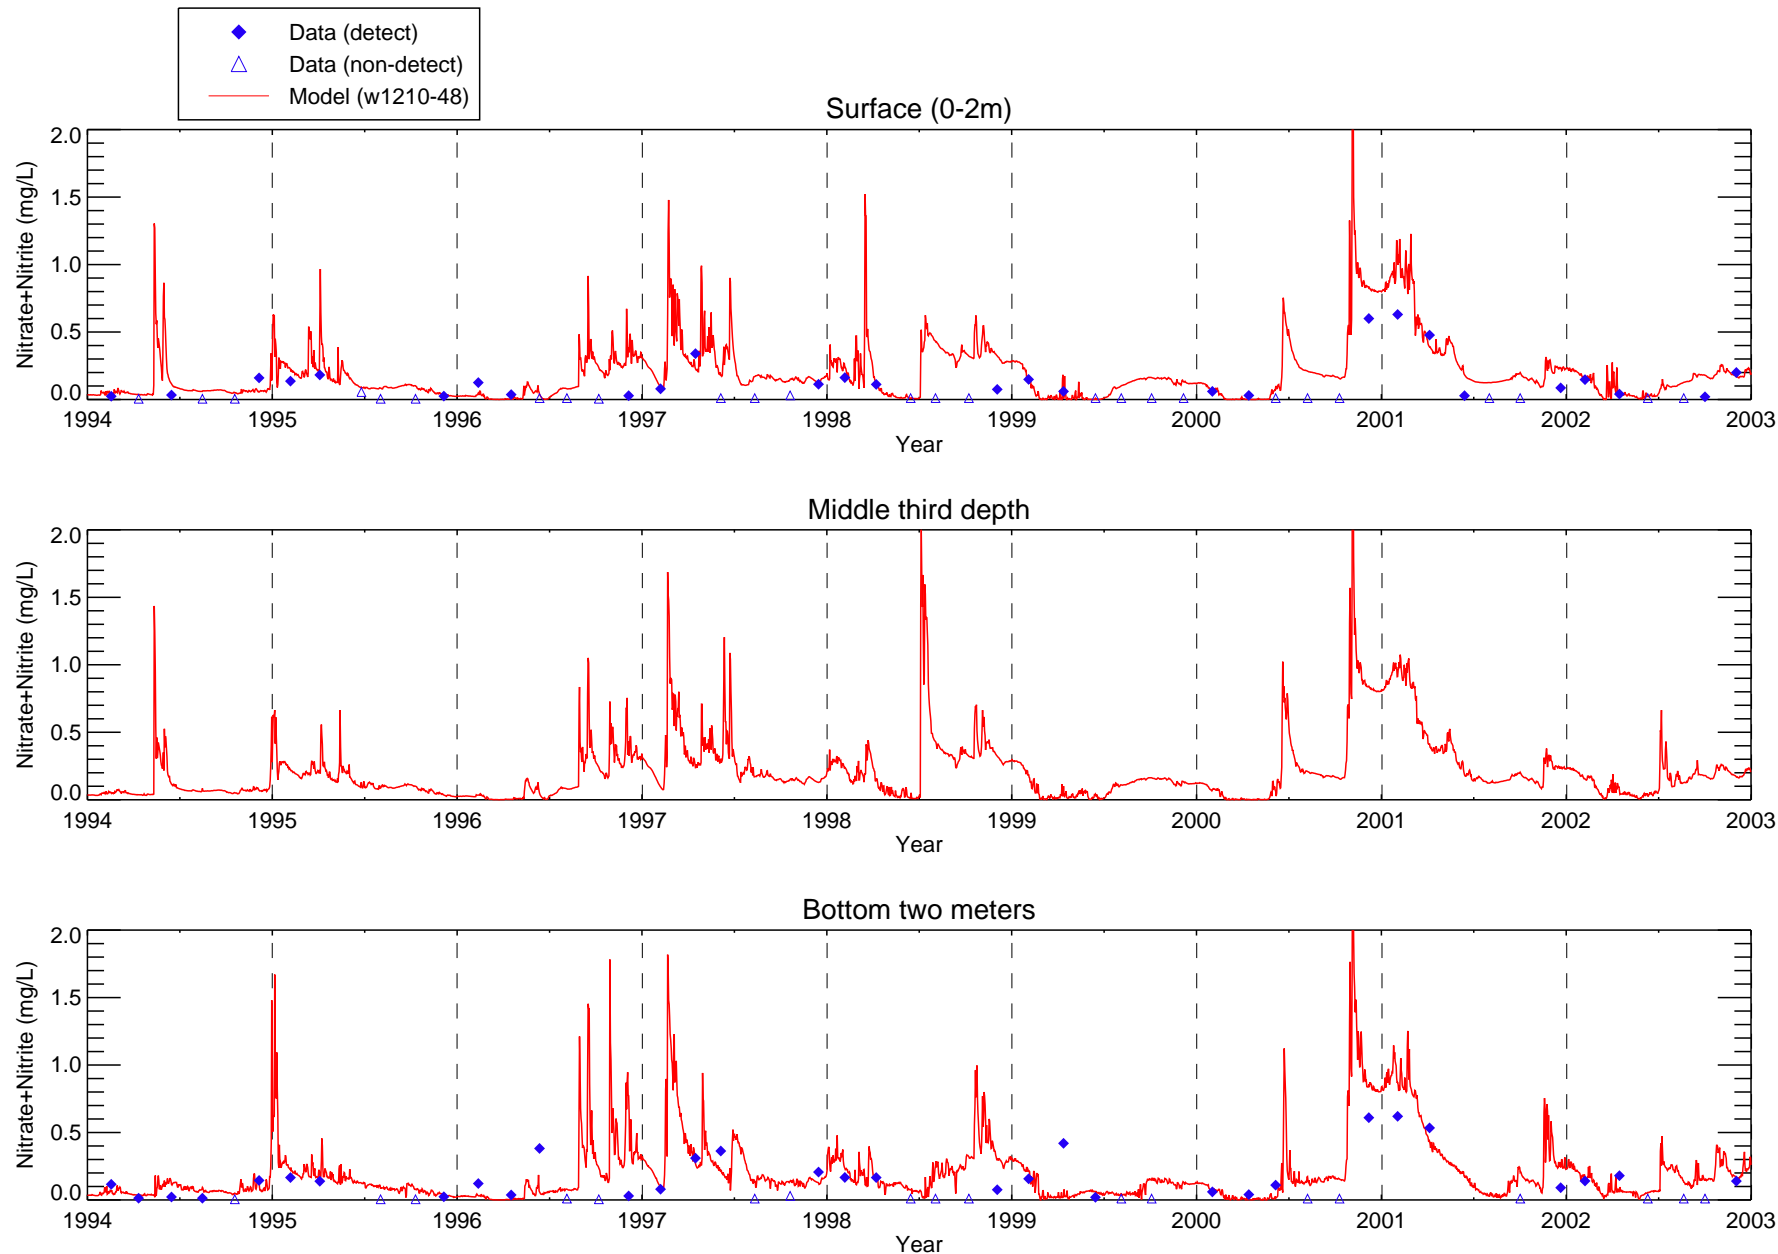 Data (detect)
Data (non-detect)
Model (w1210-48)
Surface (0-2m)
Nitrate+Nitrite (mg/L)
2.0
1.5
1.0
0.5
0.0
1994 1995 1996 1997 1998 1999 2000 2001 2002 2003
Year
Middle third depth
Nitrate+Nitrite (mg/L)
2.0
1.5
1.0
0.5
0.0
1994 1995 1996 1997 1998 1999 2000 2001 2002 2003
Year
Bottom two meters
Nitrate+Nitrite (mg/L)
2.0
1.5
1.0
0.5
0.0
1994 1995 1996 1997 1998 1999 2000 2001 2002 2003
Year